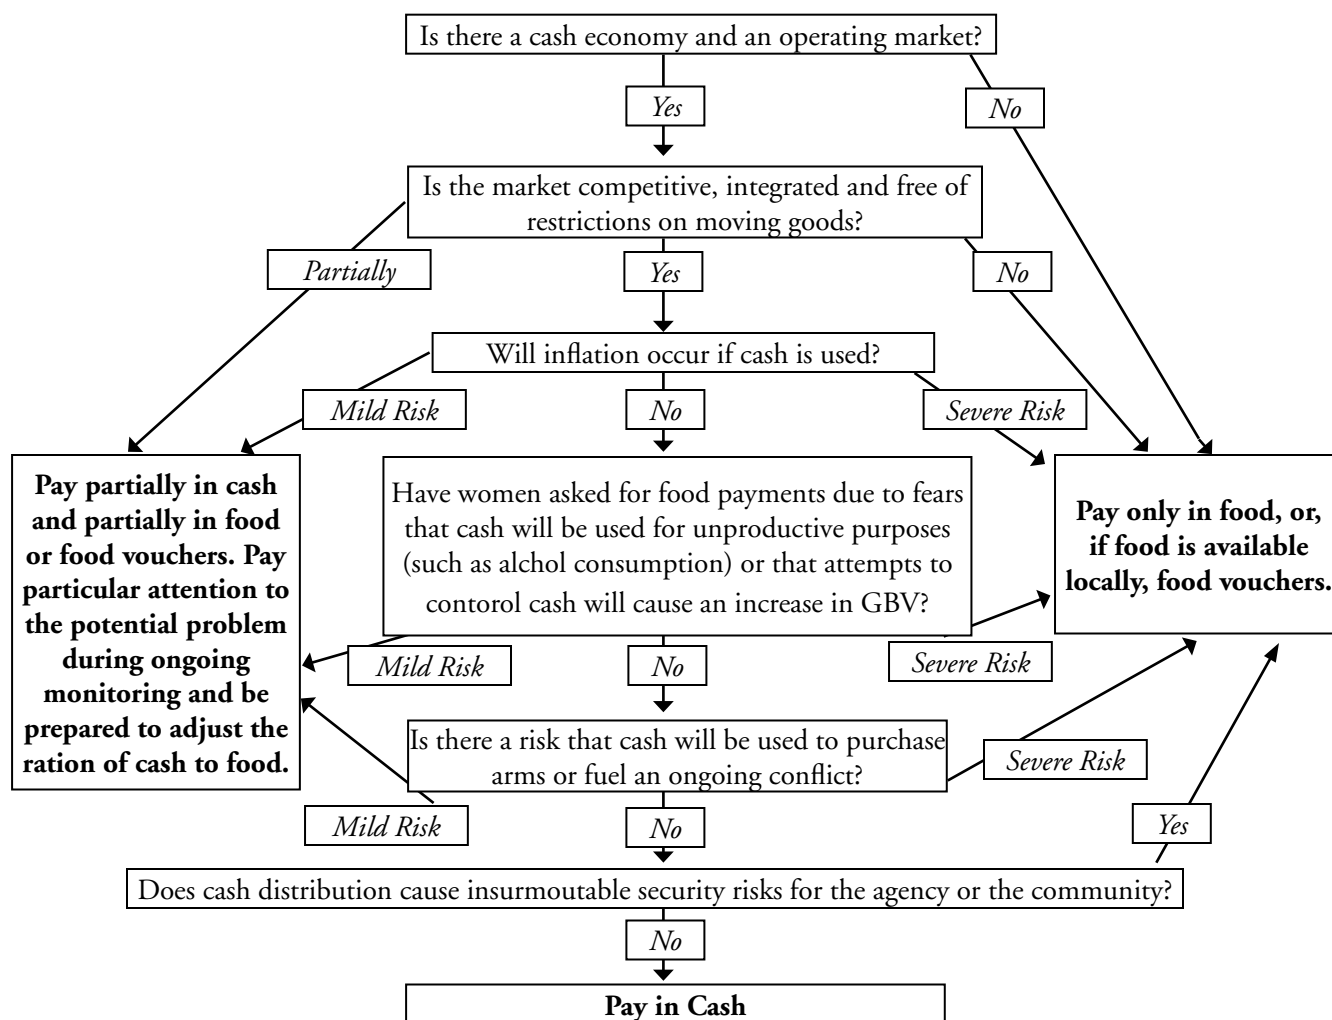 Is there a cash economy and an operating market?
Yes
No
Is the market competitive, integrated and free of
restrictions on moving goods?
Partially
Yes
No
Will inflation occur if cash is used?
Mild Risk
No
Severe Risk
Pay partially in cash
and partially in food
or food vouchers. Pay
particular attention to
the potential problem
during ongoing
monitoring and be
prepared to adjust the
ration of cash to food.
Have women asked for food payments due to fears
that cash will be used for unproductive purposes
(such as alchol consumption) or that attempts to
contorol cash will cause an increase in GBV?
Pay only in food, or,
if food is available
locally, food vouchers.
Mild Risk
No
Severe Risk
Is there a risk that cash will be used to purchase
arms or fuel an ongoing conflict?
Mild Risk
No
Severe Risk
Yes
Does cash distribution cause insurmoutable security risks for the agency or the community?
No
Pay in Cash